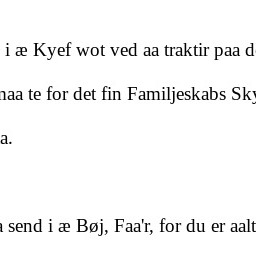 i æ Kyef wot ved aa traktir paa d
naa te for det fin Familjeskabs Sky
a.
send i æ Bøj, Faa'r, for du er aalt